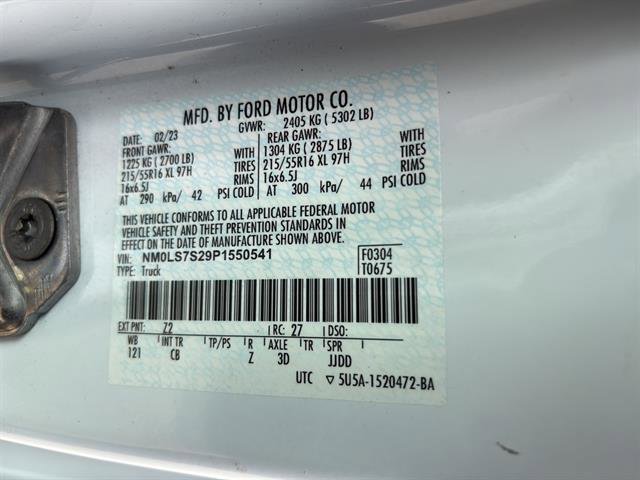 MFD. BY FORD MOTOR CO.
DATE: 02/23 GVWR: 2405 KG ( 5302 LB)
FRONT GAWR: REAR GAWR:
1225 KG ( 2700 LB) WITH 1304 KG ( 2875 LB) WITH
215/55R16 XL 97H TIRES 215/55R16 XL 97H TIRES
16x6.5J RIMS 16x6.5J RIMS
AT 290 kPa/ 42 PSI COLD AT 300 kPa/ 44 PSI COLD
THIS VEHICLE CONFORMS TO ALL APPLICABLE FEDERAL MOTOR
VEHICLE SAFETY AND THEFT PREVENTION STANDARDS IN
EFFECT ON THE DATE OF MANUFACTURE SHOWN ABOVE.
VIN: NM0LS7S29P1550541 F0304
TYPE: Truck T0675
EXT PNT: Z2 RC: 27 DSO:
WB INT TR TP/PS R AXLE TR SPR
121 CB Z 3D JJDD
UTC ▽ 5U5A-1520472-BA